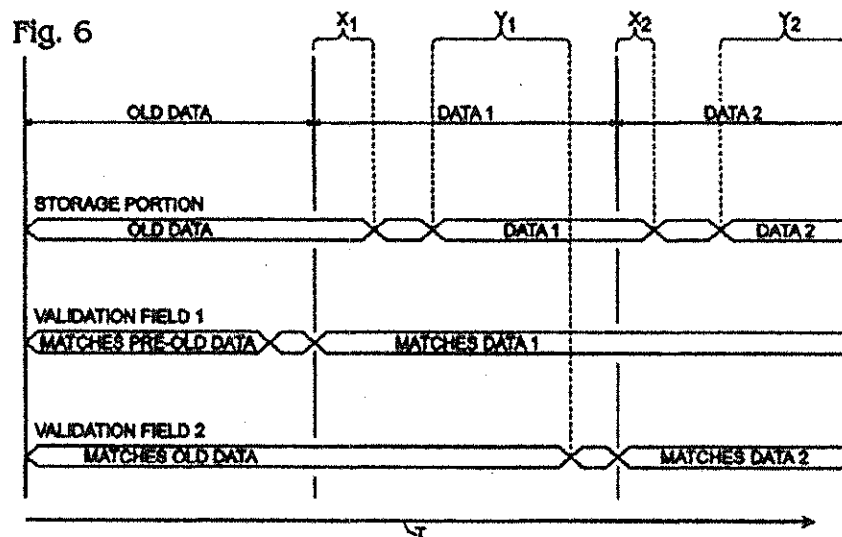 Fig. 6
X1 Y1 X2 Y2
OLD DATA DATA 1 DATA 2
STORAGE PORTION
OLD DATA DATA 1 DATA 2
VALIDATION FIELD 1
MATCHES PRE-OLD DATA MATCHES DATA 1
VALIDATION FIELD 2
MATCHES OLD DATA MATCHES DATA 2
T